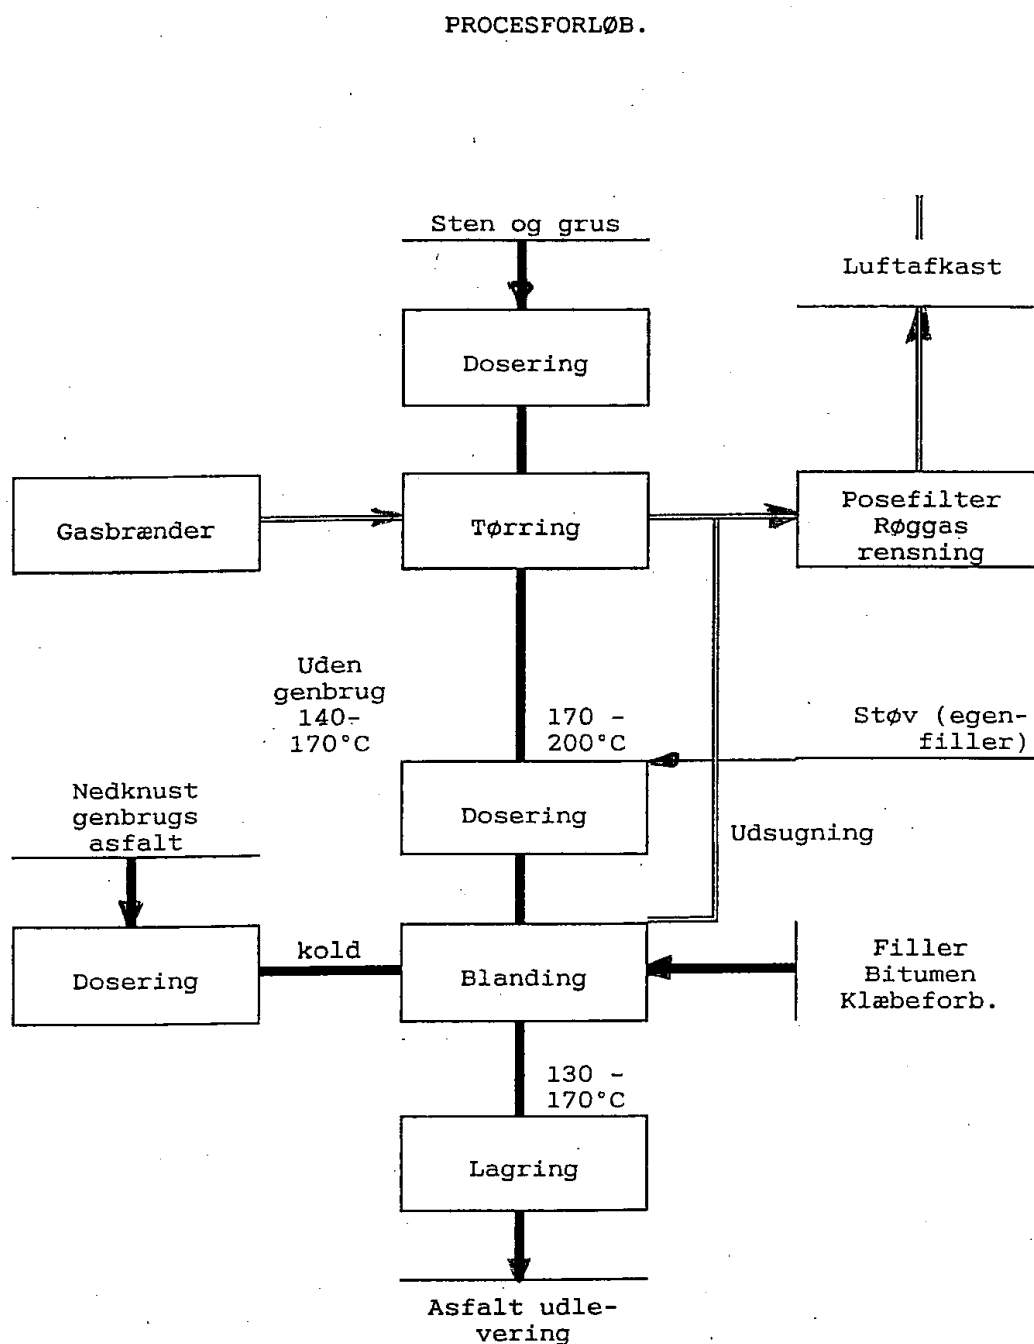 PROCESFORLØB.
Sten og grus
Luftafkast
Dosering
Gasbrænder
Tørring
Posefilter
Røggas
rensning
Uden
genbrug
140-
170°C
170 -
200°C
Støv (egen-
filler)
Nedknust
genbrugs
asfalt
Dosering
Udsugning
Dosering
kold
Blanding
Filler
Bitumen
Klæbeforb.
130 -
170°C
Lagring
Asfalt udle-
vering